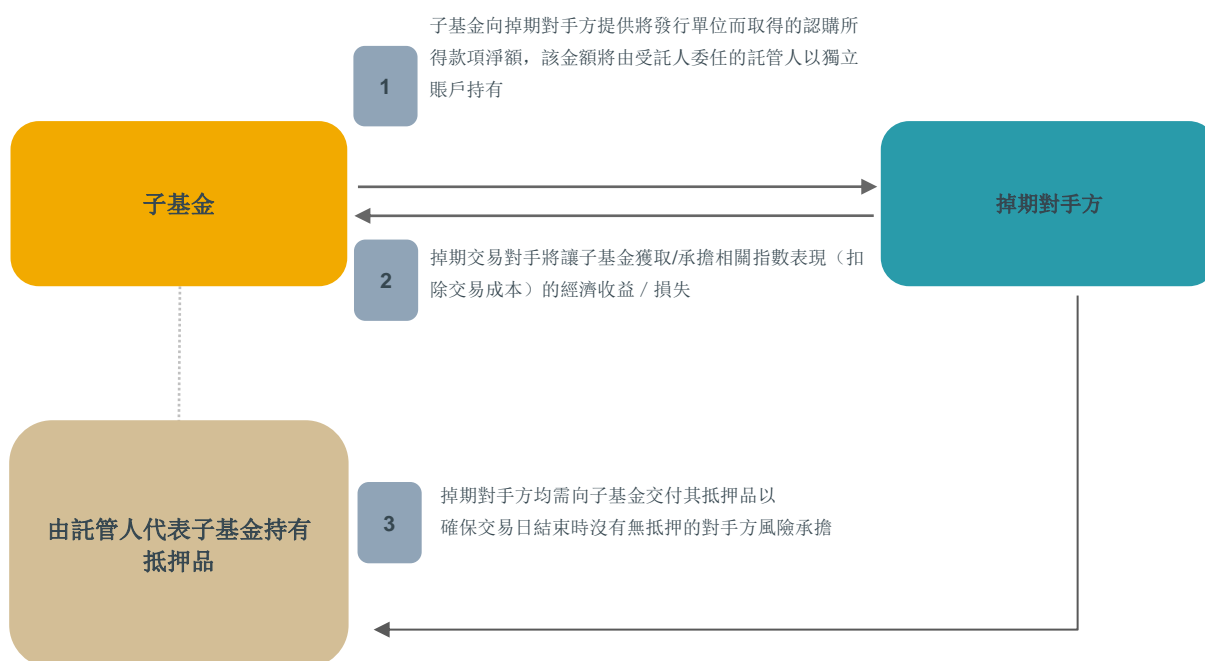 子基金向掉期對手方提供將發行單位而取得的認購所
得款項淨額，該金額將由受託人委任的託管人以獨立
賬戶持有
1
子基金
掉期對手方
2
掉期交易對手將讓子基金獲取/承擔相關指數表現（扣
除交易成本）的經濟收益 / 損失
由託管人代表子基金持有
抵押品
3
掉期對手方均需向子基金交付其抵押品以
確保交易日結束時沒有無抵押的對手方風險承擔